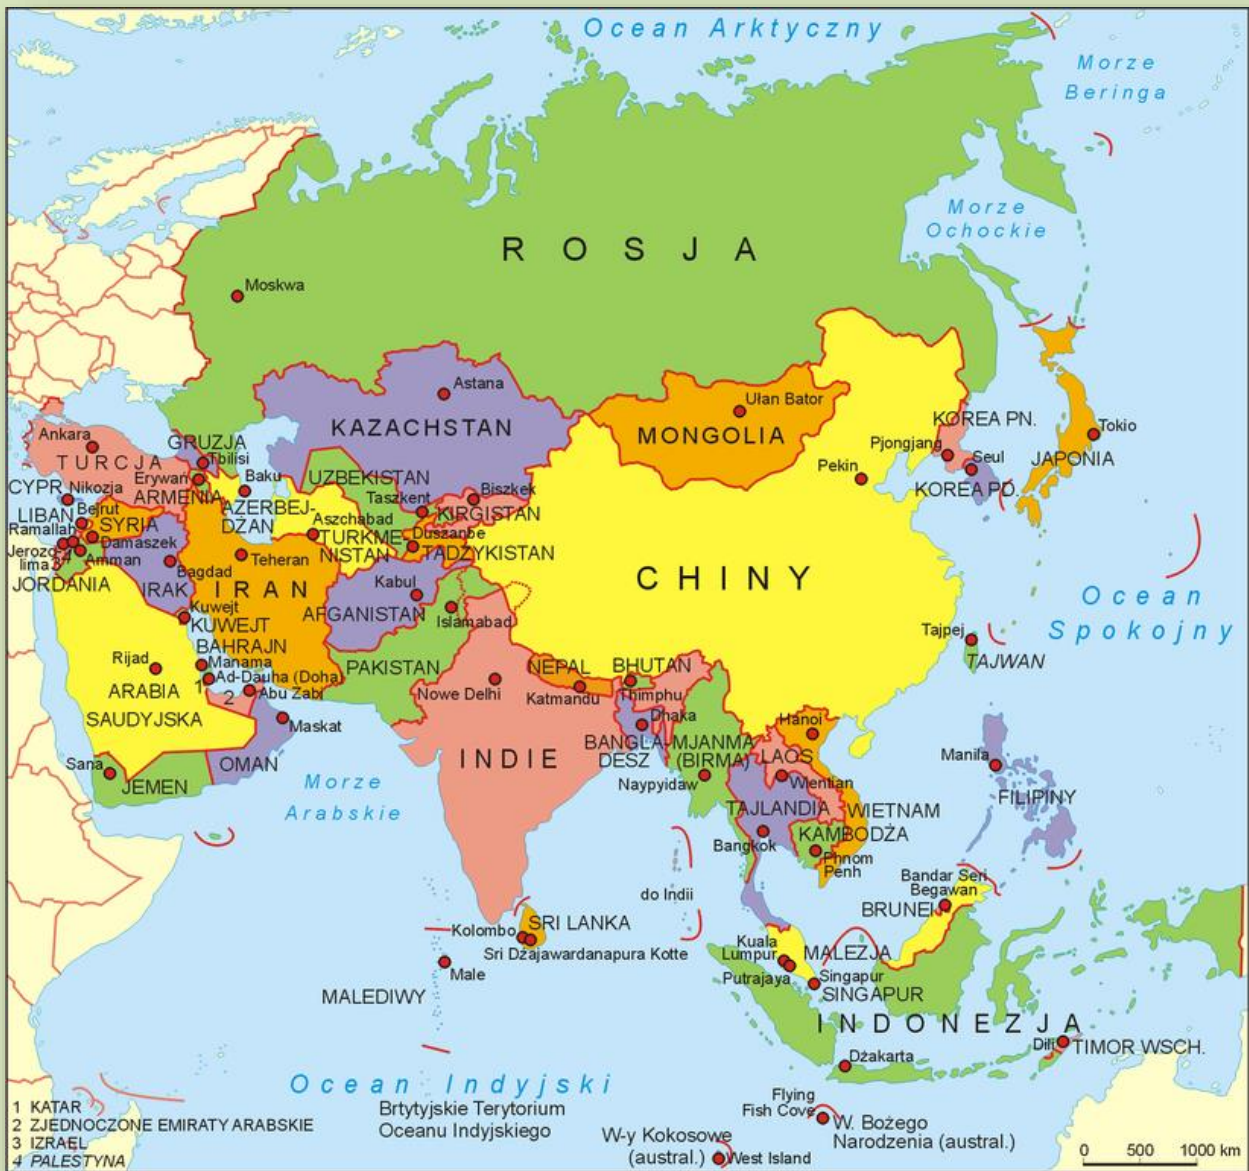 Ocean Arktyczny
Morze
Beringa
Morze
Ochockie
ROSJA
Moskwa
Astana
KAZACHSTAN
Ułan Bator
MONGOLIA
KOREA PN.
Pjongjang
Seul
KOREA PD.
Tokio
JAPONIA
Pekin
Ankara
TURCJA
GRUZJA
Tbilisi
Erywań
ARMENIA
Baku
AZERBEJ-
DŻAN
UZBEKISTAN
Taszkent
Biszkek
KIRGISTAN
Aszchabad
TURKME-
NISTAN
Duszanbe
TADŻYKISTAN
CYPR
Nikozja
LIBAN
Bejrut
SYRIA
Ramallah
Damaszek
Jerozo-
lima
3
4
Amman
JORDANIA
IRAK
Bagdad
Teheran
IRAN
Kabul
AFGANISTAN
Islamabad
CHINY
Ocean
Spokojny
Kuwejt
KUWEJT
BAHRAJN
Manama
Ad-Dauha (Doha)
1
2
Abu Zabi
Rijad
ARABIA
SAUDYJSKA
Maskat
OMAN
Sana
JEMEN
PAKISTAN
Nowe Delhi
NEPAL
Katmandu
BHUTAN
Thimphu
Dhaka
BANGLA-
DESZ
INDIE
MJANMA
(BIRMA)
Naypyidaw
Hanoi
LAOS
Wientian
TAJLANDIA
Bangkok
WIETNAM
KAMBODŻA
Phnom
Penh
Tajpej
TAJWAN
Manila
FILIPINY
Morze
Arabskie
do Indii
Kolombo
SRI LANKA
Sri Dżajawardanapura Kotte
Male
MALEDIWY
Bandar Seri
Begawan
BRUNEI
Kuala
Lumpur
MALEZJA
Putrajaya
Singapur
SINGAPUR
INDONEZJA
Dili
TIMOR WSCH.
Dżakarta
Ocean Indyjski
Brtytyjskie Terytorium
Oceanu Indyjskiego
Flying
Fish Cove
W. Bożego
Narodzenia (austral.)
W-y Kokosowe
(austral.)
West Island
1 KATAR
2 ZJEDNOCZONE EMIRATY ARABSKIE
3 IZRAEL
4 PALESTYNA
0 500 1000 km